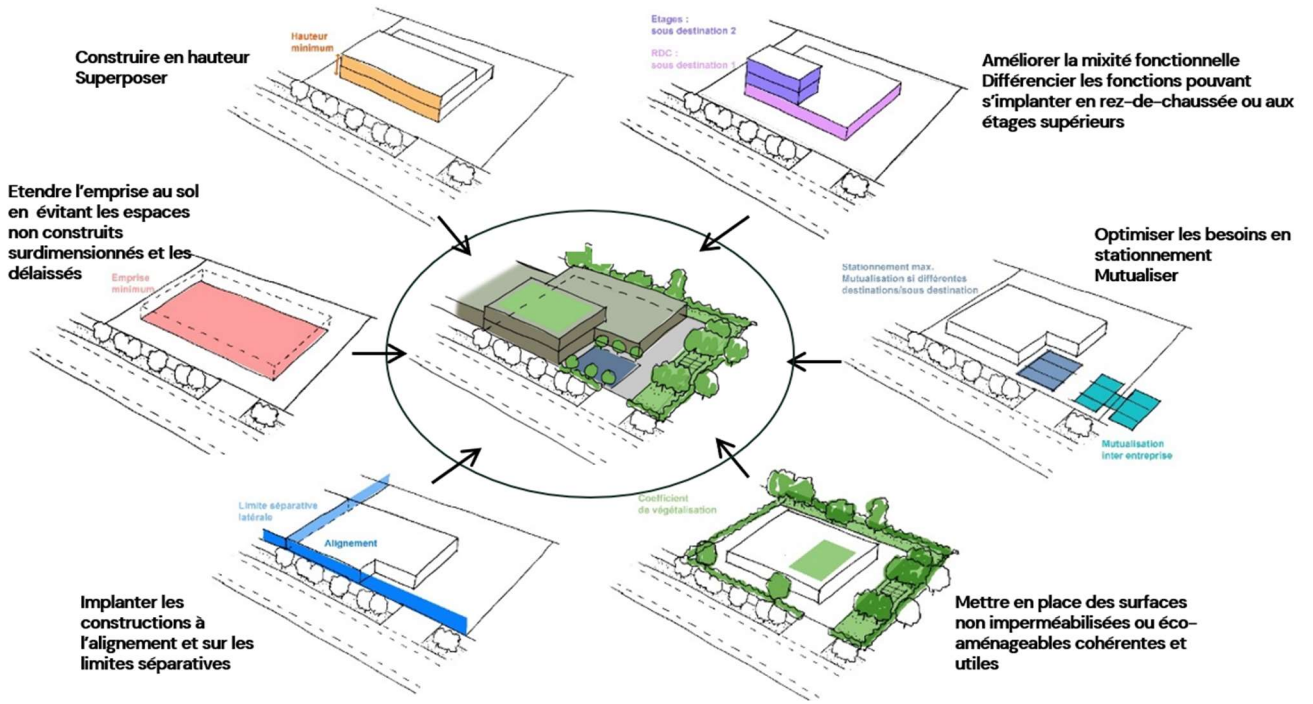 Construire en hauteur
Superposer
Hauteur
minimum
Etages :
sous destination 2
RDC :
sous destination 1
Améliorer la mixité fonctionnelle
Différencier les fonctions pouvant
s'implanter en rez-de-chaussée ou aux
étages supérieurs
Etendre l'emprise au sol
en évitant les espaces
non construits
surdimensionnés et les
délaissés
Emprise
minimum
Optimiser les besoins en
stationnement
Mutualiser
Stationnement max.
Mutualisation si différentes
destinations/sous destination
Mutualisation
inter entreprise
Limite séparative
latérale
Alignement
Implanter les
constructions à
l'alignement et sur les
limites séparatives
Coefficient
de végétalisation
Mettre en place des surfaces
non imperméabilisées ou éco-
aménageables cohérentes et
utiles